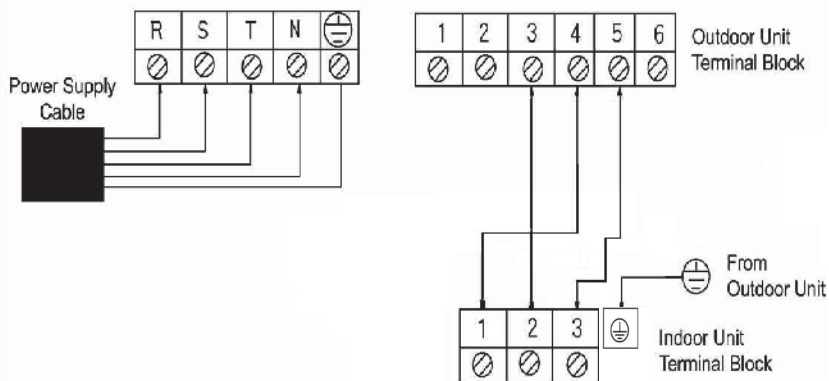 R S T N
1 2 3 4 5 6
Outdoor Unit
Terminal Block
Power Supply
Cable
From
Outdoor Unit
1 2 3
Indoor Unit
Terminal Block